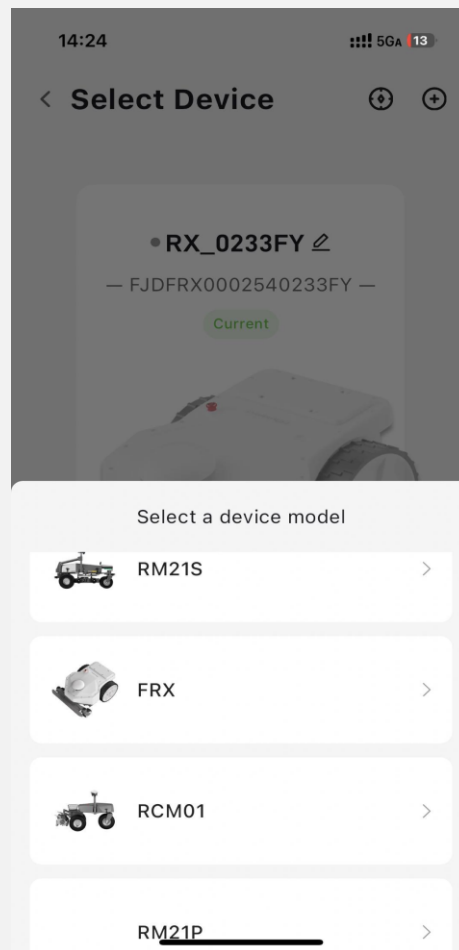 14:24
5GA 13
Select Device
RX_0233FY
— FJDFRX0002540233FY —
Current
Select a device model
RM21S
FRX
RCM01
RM21P